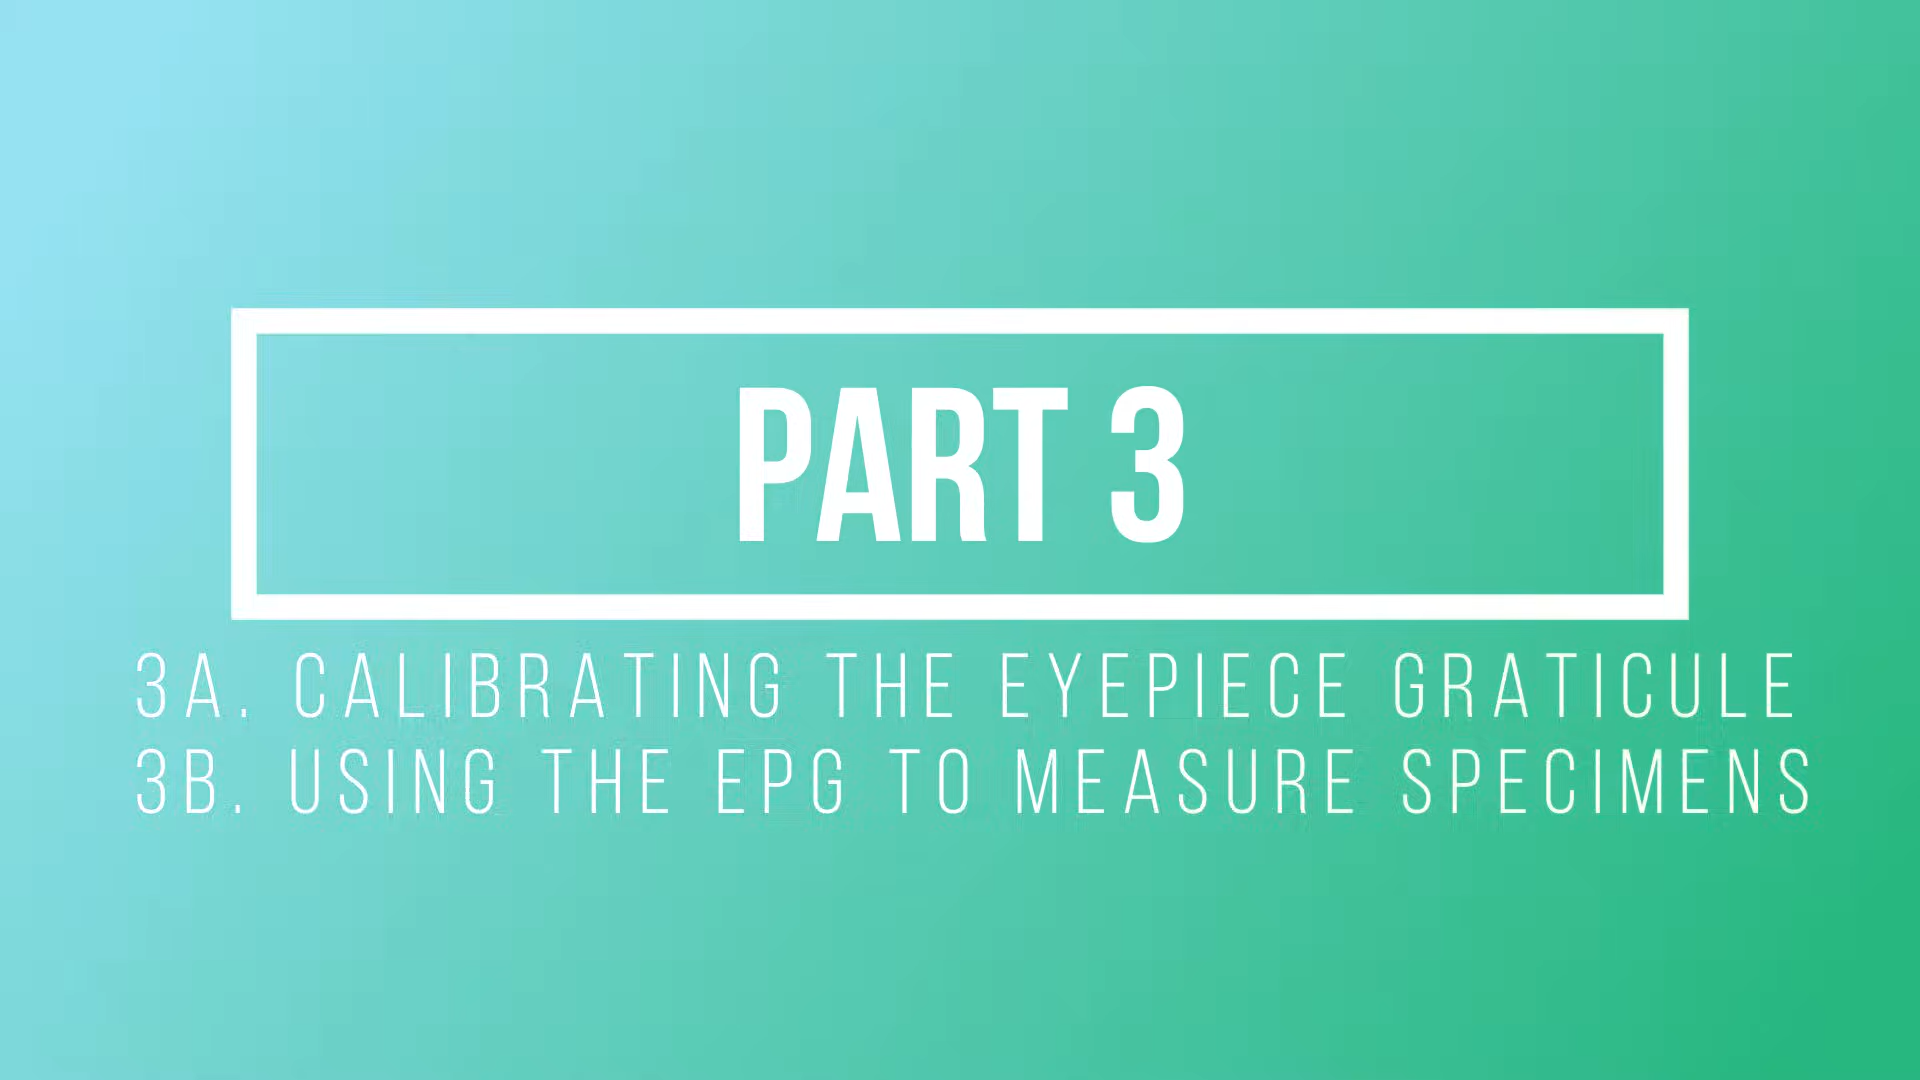 PART 3
3A. CALIBRATING THE EYEPIECE GRATICULE
3B. USING THE EPG TO MEASURE SPECIMENS